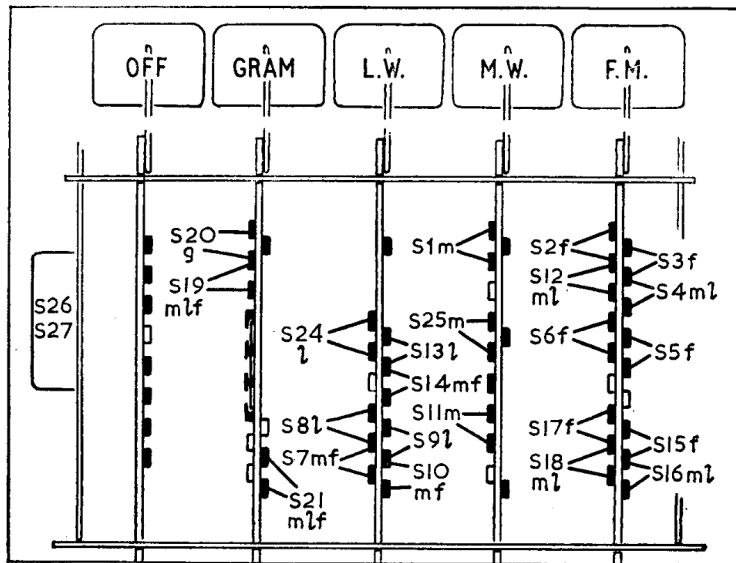 OFF
GRAM
L.W.
M.W.
F.M.
S26
S27
S20
g
S19
mlf
S21
mlf
S24
l
S13l
S14mf
S8l
S7mf
S9l
S10
mf
S1m
S25m
S11m
S2f
S12
ml
S6f
S17f
S18
ml
S3f
S4ml
S5f
S15f
S16ml